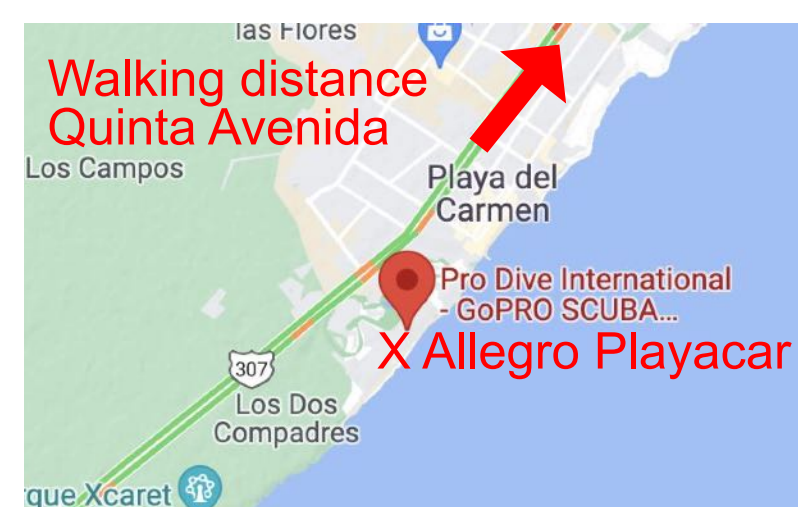 las Flores
Walking distance
Quinta Avenida
Los Campos
Playa del
Carmen
Pro Dive International
- GoPRO SCUBA...
X Allegro Playacar
307
Los Dos
Compadres
rque Xcaret